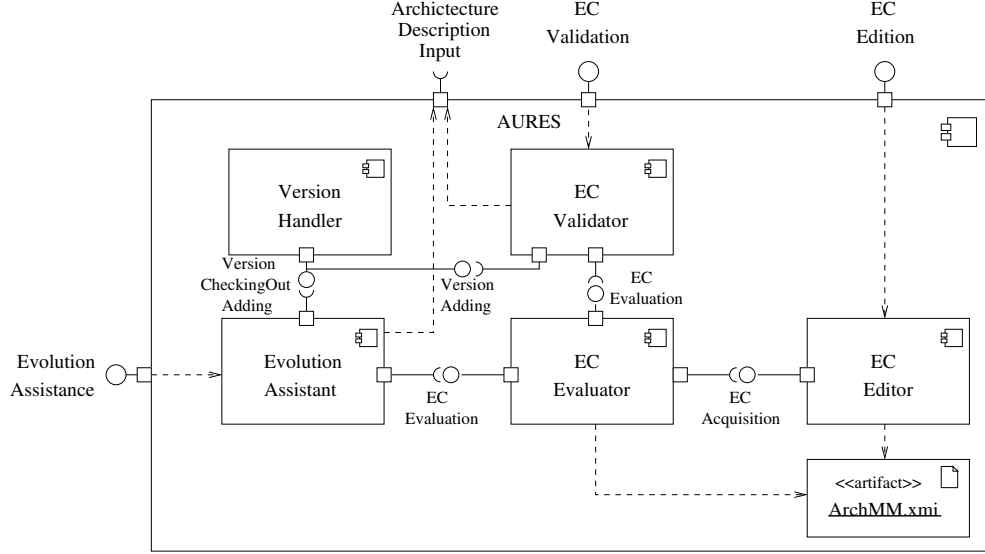 Archictecture
Description
Input
EC
Validation
EC
Edition
AURES
Version
Handler
EC
Validator
Version
CheckingOut
Adding
Version
Adding
EC
Evaluation
Evolution
Assistance
Evolution
Assistant
EC
Evaluation
EC
Evaluator
EC
Acquisition
EC
Editor
<<artifact>>
ArchMM.xmi